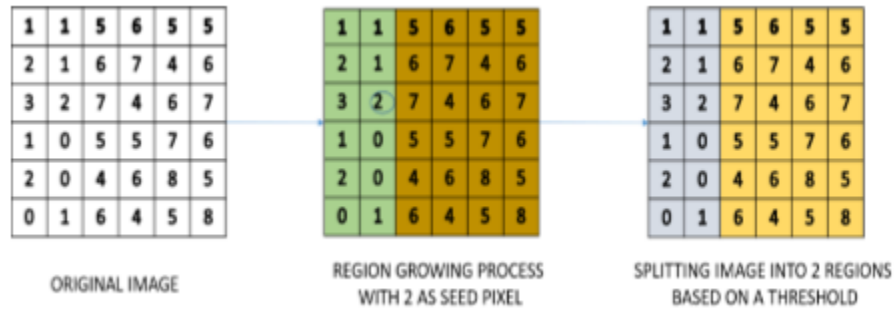 1 1 5 6 5 5
2 1 6 7 4 6
3 2 7 4 6 7
1 0 5 5 7 6
2 0 4 6 8 5
0 1 6 4 5 8
ORIGINAL IMAGE
1 1 5 6 5 5
2 1 6 7 4 6
3 2 7 4 6 7
1 0 5 5 7 6
2 0 4 6 8 5
0 1 6 4 5 8
REGION GROWING PROCESS
WITH 2 AS SEED PIXEL
1 1 5 6 5 5
2 1 6 7 4 6
3 2 7 4 6 7
1 0 5 5 7 6
2 0 4 6 8 5
0 1 6 4 5 8
SPLITTING IMAGE INTO 2 REGIONS
BASED ON A THRESHOLD